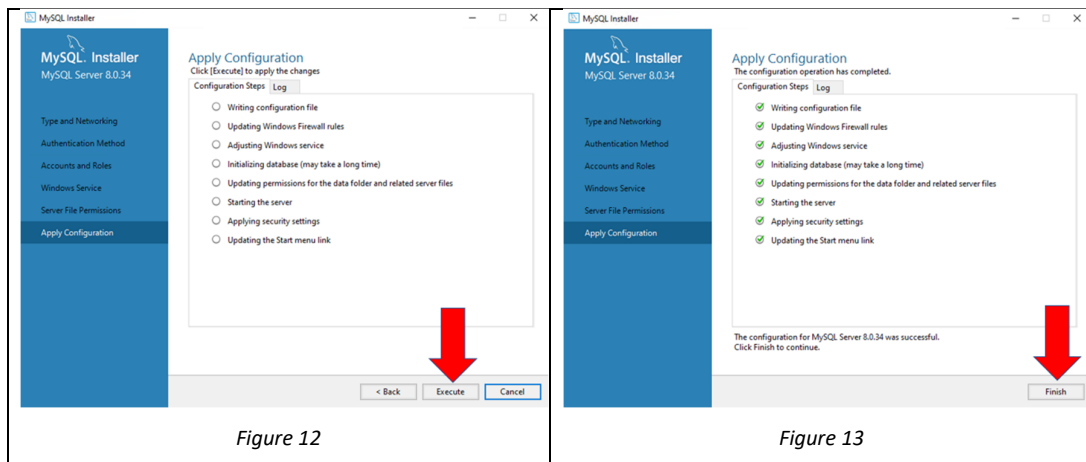 MySQL Installer
MySQL. Installer
MySQL Server 8.0.34
Type and Networking
Authentication Method
Accounts and Roles
Windows Service
Server File Permissions
Apply Configuration
Apply Configuration
Click [Execute] to apply the changes
Configuration Steps Log
Writing configuration file
Updating Windows Firewall rules
Adjusting Windows service
Initializing database (may take a long time)
Updating permissions for the data folder and related server files
Starting the server
Applying security settings
Updating the Start menu link
< Back Execute Cancel
Figure 12
MySQL Installer
MySQL. Installer
MySQL Server 8.0.34
Type and Networking
Authentication Method
Accounts and Roles
Windows Service
Server File Permissions
Apply Configuration
Apply Configuration
The configuration operation has completed.
Configuration Steps Log
Writing configuration file
Updating Windows Firewall rules
Adjusting Windows service
Initializing database (may take a long time)
Updating permissions for the data folder and related server files
Starting the server
Applying security settings
Updating the Start menu link
The configuration for MySQL Server 8.0.34 was successful.
Click Finish to continue.
Finish
Figure 13